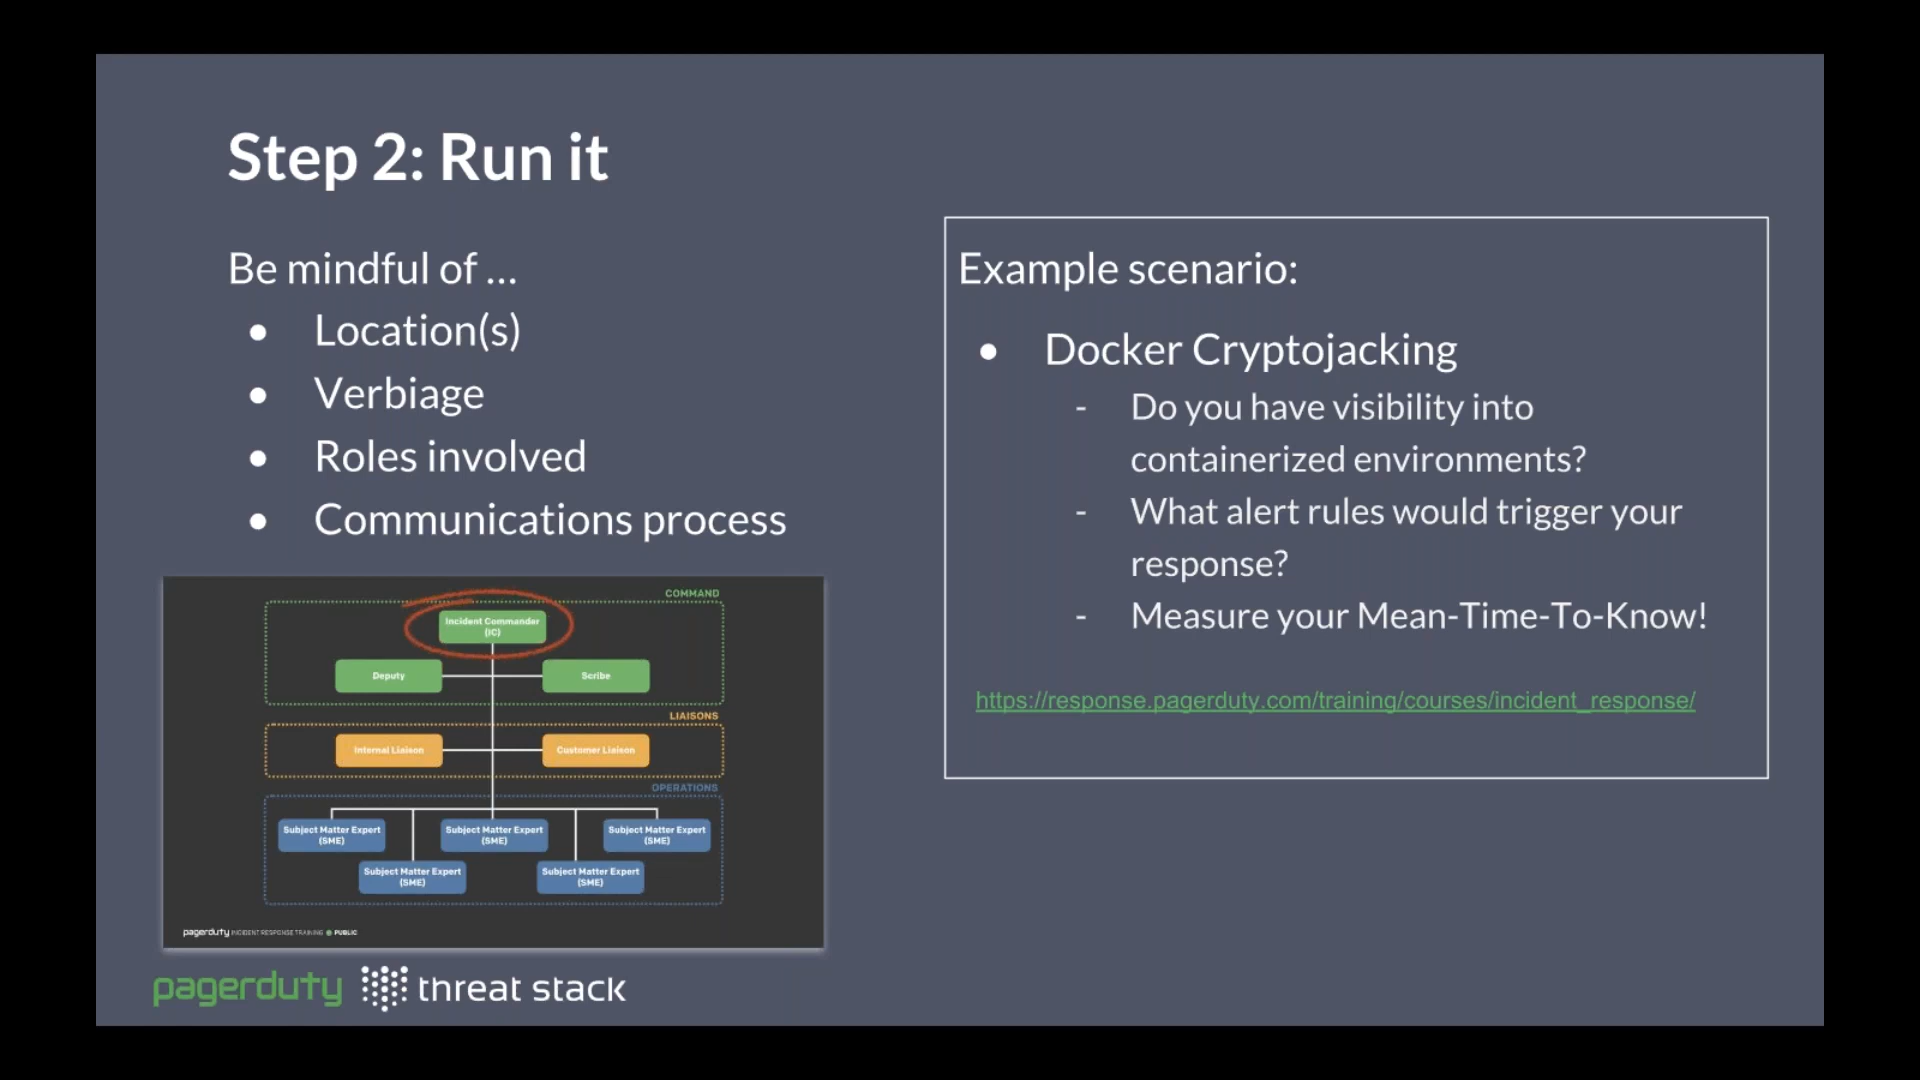 Step 2: Run it
Be mindful of ...
● Location(s)
● Verbiage
● Roles involved
● Communications process
COMMAND
Incident Commander
(IC)
Deputy
Scribe
LIAISONS
Internal Liaison
Customer Liaison
OPERATIONS
Subject Matter Expert
(SME)
Subject Matter Expert
(SME)
Subject Matter Expert
(SME)
Subject Matter Expert
(SME)
Subject Matter Expert
(SME)
pagerduty INCIDENT RESPONSE TRAINING PUBLIC
pagerduty threat stack
Example scenario:
● Docker Cryptojacking
- Do you have visibility into
containerized environments?
- What alert rules would trigger your
response?
- Measure your Mean-Time-To-Know!
https://response.pagerduty.com/training/courses/incident_response/